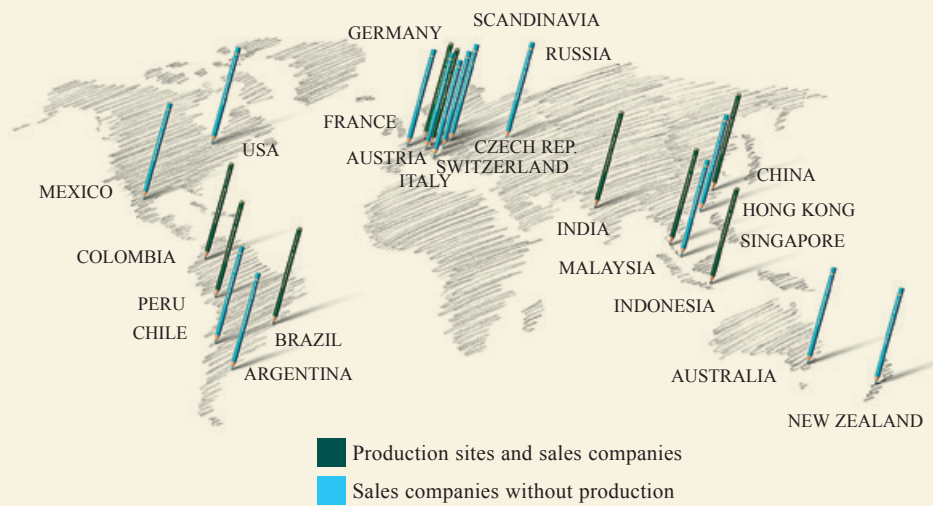 SCANDINAVIA
GERMANY
RUSSIA
FRANCE
USA
CZECH REP.
AUSTRIA
SWITZERLAND
ITALY
MEXICO
CHINA
HONG KONG
INDIA
SINGAPORE
COLOMBIA
MALAYSIA
PERU
INDONESIA
CHILE
BRAZIL
ARGENTINA
AUSTRALIA
NEW ZEALAND
Production sites and sales companies
Sales companies without production